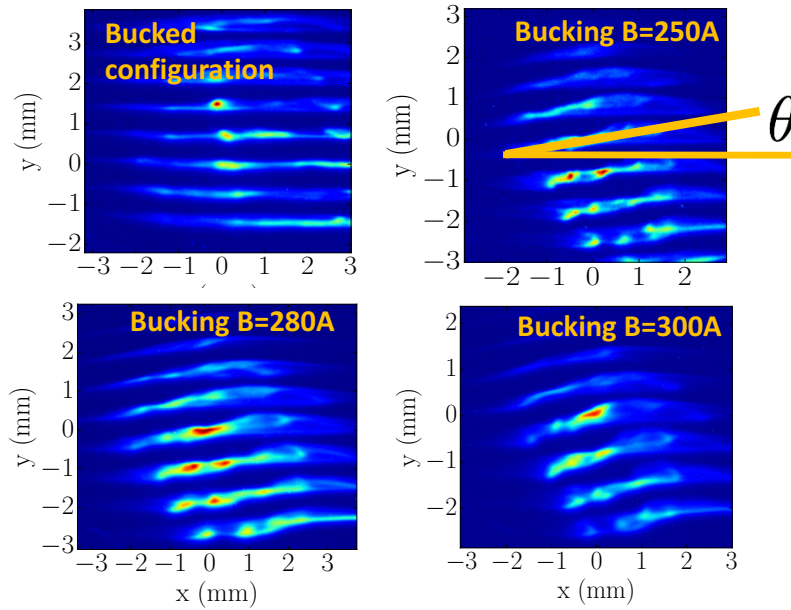 Bucked
configuration
y (mm)
3
2
1
0
−1
−2
−3 −2 −1 0 1 2 3
Bucking B=250A
y (mm)
3
2
1
0
−1
−2
−3
−2 −1 0 1 2
θ
Bucking B=280A
y (mm)
3
2
1
0
−1
−2
−3
−3 −2 −1 0 1 2 3
x (mm)
Bucking B=300A
y (mm)
2
1
0
−1
−2
−3 −2 −1 0 1 2 3
x (mm)